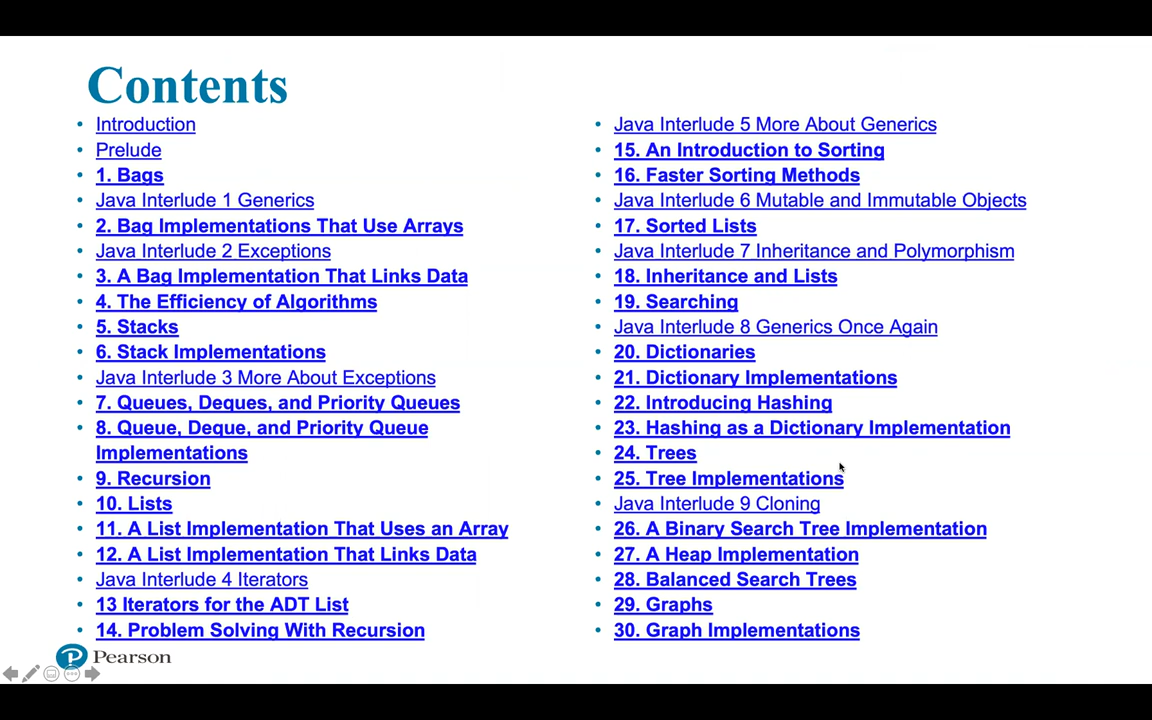 Contents
Introduction
Prelude
1. Bags
Java Interlude 1 Generics
2. Bag Implementations That Use Arrays
Java Interlude 2 Exceptions
3. A Bag Implementation That Links Data
4. The Efficiency of Algorithms
5. Stacks
6. Stack Implementations
Java Interlude 3 More About Exceptions
7. Queues, Deques, and Priority Queues
8. Queue, Deque, and Priority Queue
Implementations
9. Recursion
10. Lists
11. A List Implementation That Uses an Array
12. A List Implementation That Links Data
Java Interlude 4 Iterators
13 Iterators for the ADT List
14. Problem Solving With Recursion
Java Interlude 5 More About Generics
15. An Introduction to Sorting
16. Faster Sorting Methods
Java Interlude 6 Mutable and Immutable Objects
17. Sorted Lists
Java Interlude 7 Inheritance and Polymorphism
18. Inheritance and Lists
19. Searching
Java Interlude 8 Generics Once Again
20. Dictionaries
21. Dictionary Implementations
22. Introducing Hashing
23. Hashing as a Dictionary Implementation
24. Trees
25. Tree Implementations
Java Interlude 9 Cloning
26. A Binary Search Tree Implementation
27. A Heap Implementation
28. Balanced Search Trees
29. Graphs
30. Graph Implementations
P Pearson